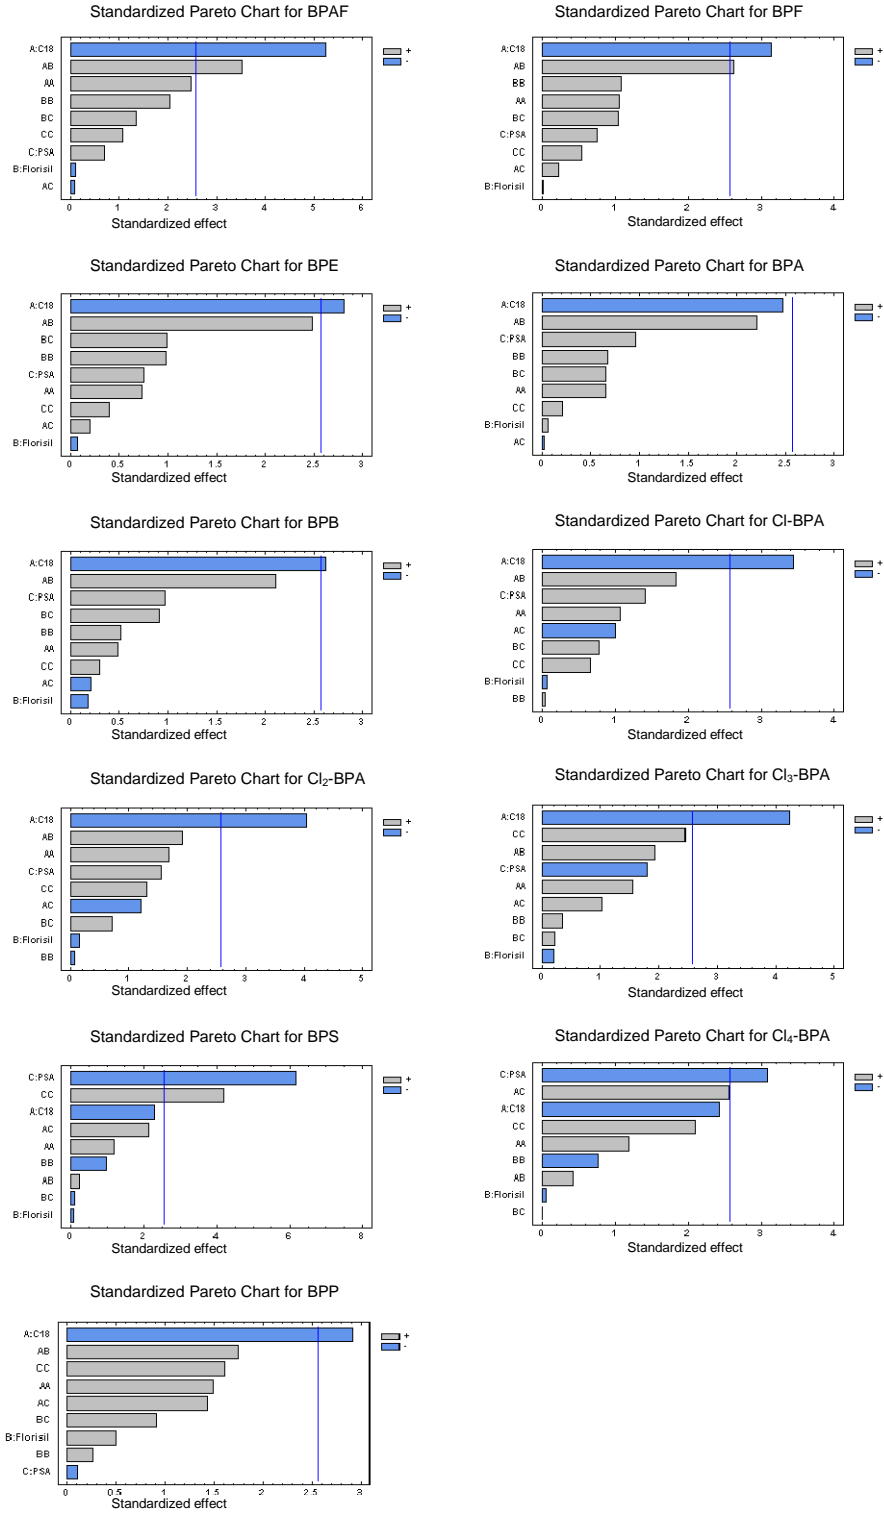 Standardized Pareto Chart for BPAF
A:C18
AB
AA
BB
BC
CC
C:PSA
B:Florisil
AC
0 1 2 3 4 5 6
Standardized effect
+
-
Standardized Pareto Chart for BPF
A:C18
AB
BB
AA
BC
C:PSA
CC
AC
B:Florisil
0 1 2 3 4
Standardized effect
+
-
Standardized Pareto Chart for BPE
A:C18
AB
BC
BB
C:PSA
AA
CC
AC
B:Florisil
0 0.5 1 1.5 2 2.5 3
Standardized effect
+
-
Standardized Pareto Chart for BPA
A:C18
AB
C:PSA
BB
BC
AA
CC
B:Florisil
AC
0 0.5 1 1.5 2 2.5 3
Standardized effect
+
-
Standardized Pareto Chart for BPB
A:C18
AB
C:PSA
BC
BB
AA
CC
AC
B:Florisil
0 0.5 1 1.5 2 2.5 3
Standardized effect
+
-
Standardized Pareto Chart for Cl-BPA
A:C18
AB
C:PSA
AA
AC
BC
CC
B:Florisil
BB
0 1 2 3 4
Standardized effect
+
-
Standardized Pareto Chart for Cl₂-BPA
A:C18
AB
AA
C:PSA
CC
AC
BC
B:Florisil
BB
0 1 2 3 4 5
Standardized effect
+
-
Standardized Pareto Chart for Cl₃-BPA
A:C18
CC
AB
C:PSA
AA
AC
BB
BC
B:Florisil
0 1 2 3 4 5
Standardized effect
+
-
Standardized Pareto Chart for BPS
C:PSA
CC
A:C18
AC
AA
BB
AB
BC
B:Florisil
0 2 4 6 8
Standardized effect
+
-
Standardized Pareto Chart for Cl₄-BPA
C:PSA
AC
A:C18
CC
AA
BB
AB
B:Florisil
BC
0 1 2 3 4
Standardized effect
+
-
Standardized Pareto Chart for BPP
A:C18
AB
CC
AA
AC
BC
B:Florisil
BB
C:PSA
0 0.5 1 1.5 2 2.5 3
Standardized effect
+
-